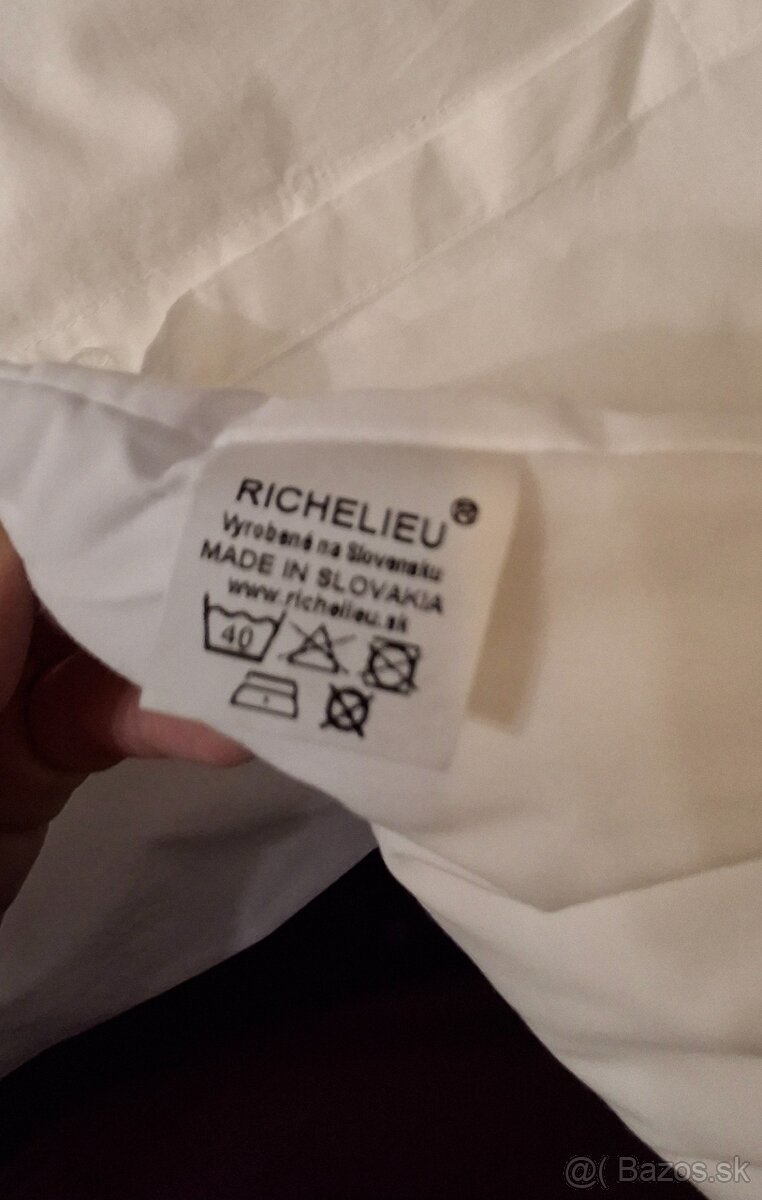 RICHELIEU®
Vyrobené na Slovensku
MADE IN SLOVAKIA
www.richelieu.sk
40
@( Bazos.sk